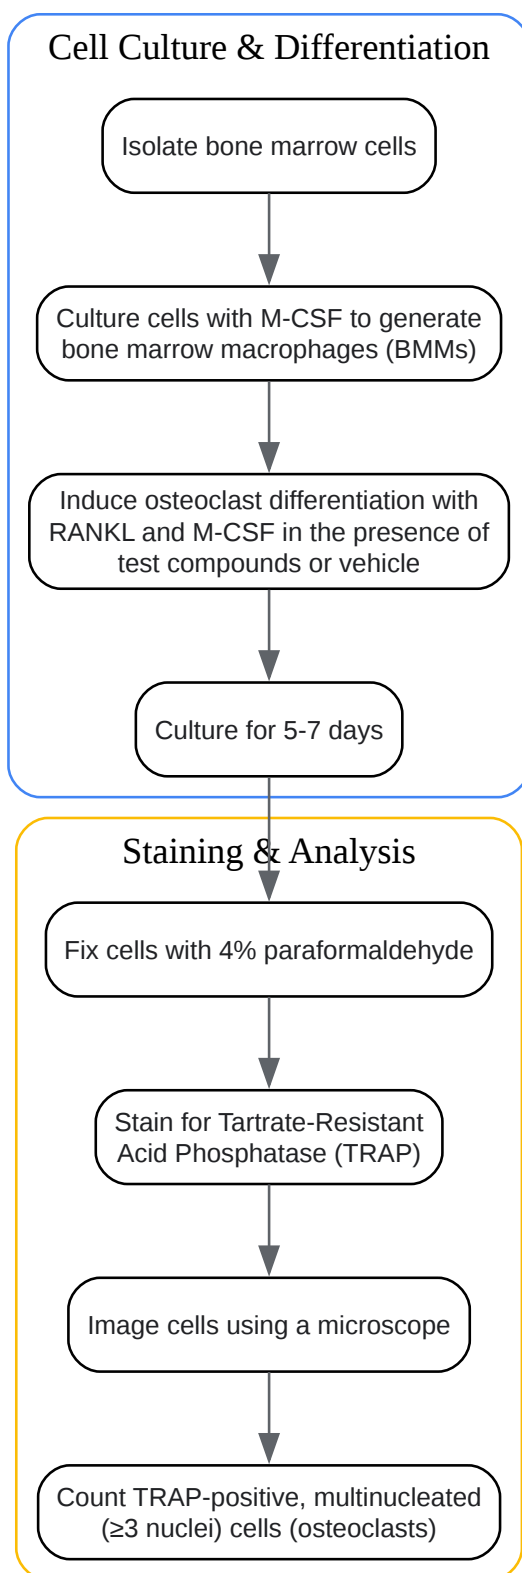 Cell Culture & Differentiation
Isolate bone marrow cells
Culture cells with M-CSF to generate
bone marrow macrophages (BMMs)
Induce osteoclast differentiation with
RANKL and M-CSF in the presence of
test compounds or vehicle
Culture for 5-7 days
Staining & Analysis
Fix cells with 4% paraformaldehyde
Stain for Tartrate-Resistant
Acid Phosphatase (TRAP)
Image cells using a microscope
Count TRAP-positive, multinucleated
(≥3 nuclei) cells (osteoclasts)